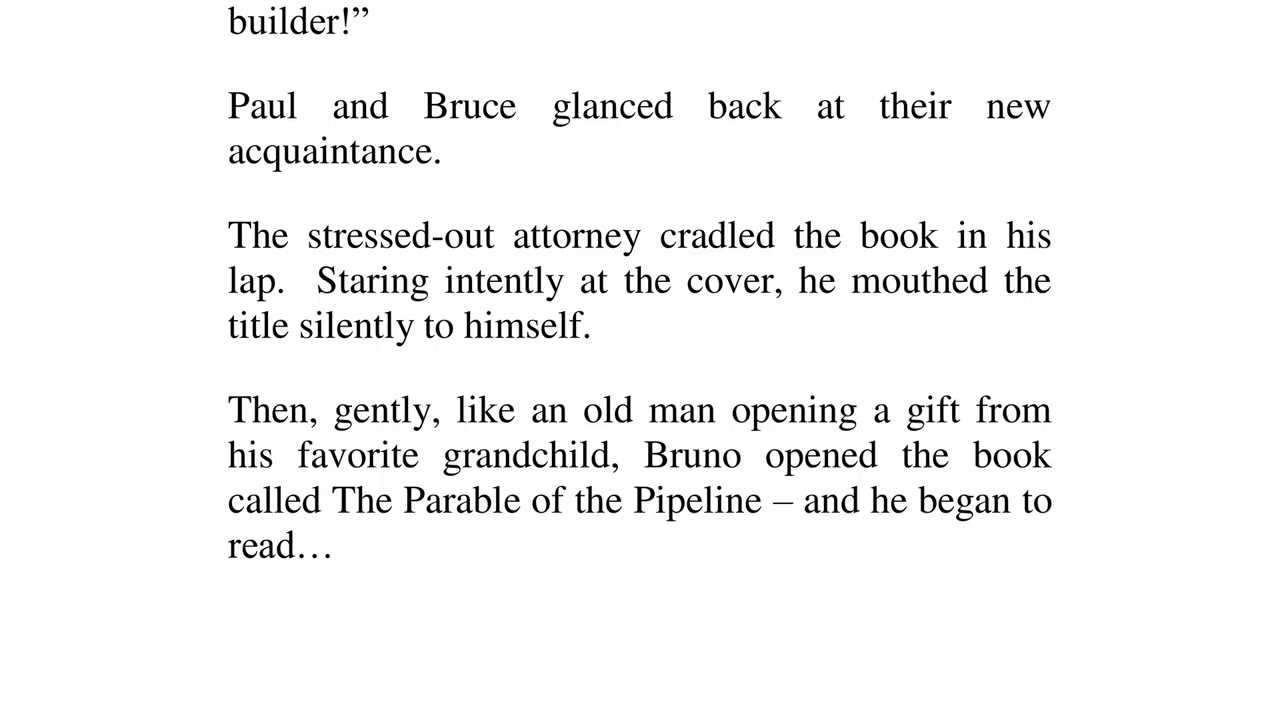 builder!”
Paul and Bruce glanced back at their new
acquaintance.
The stressed-out attorney cradled the book in his
lap.  Staring intently at the cover, he mouthed the
title silently to himself.
Then, gently, like an old man opening a gift from
his favorite grandchild, Bruno opened the book
called The Parable of the Pipeline – and he began to
read…